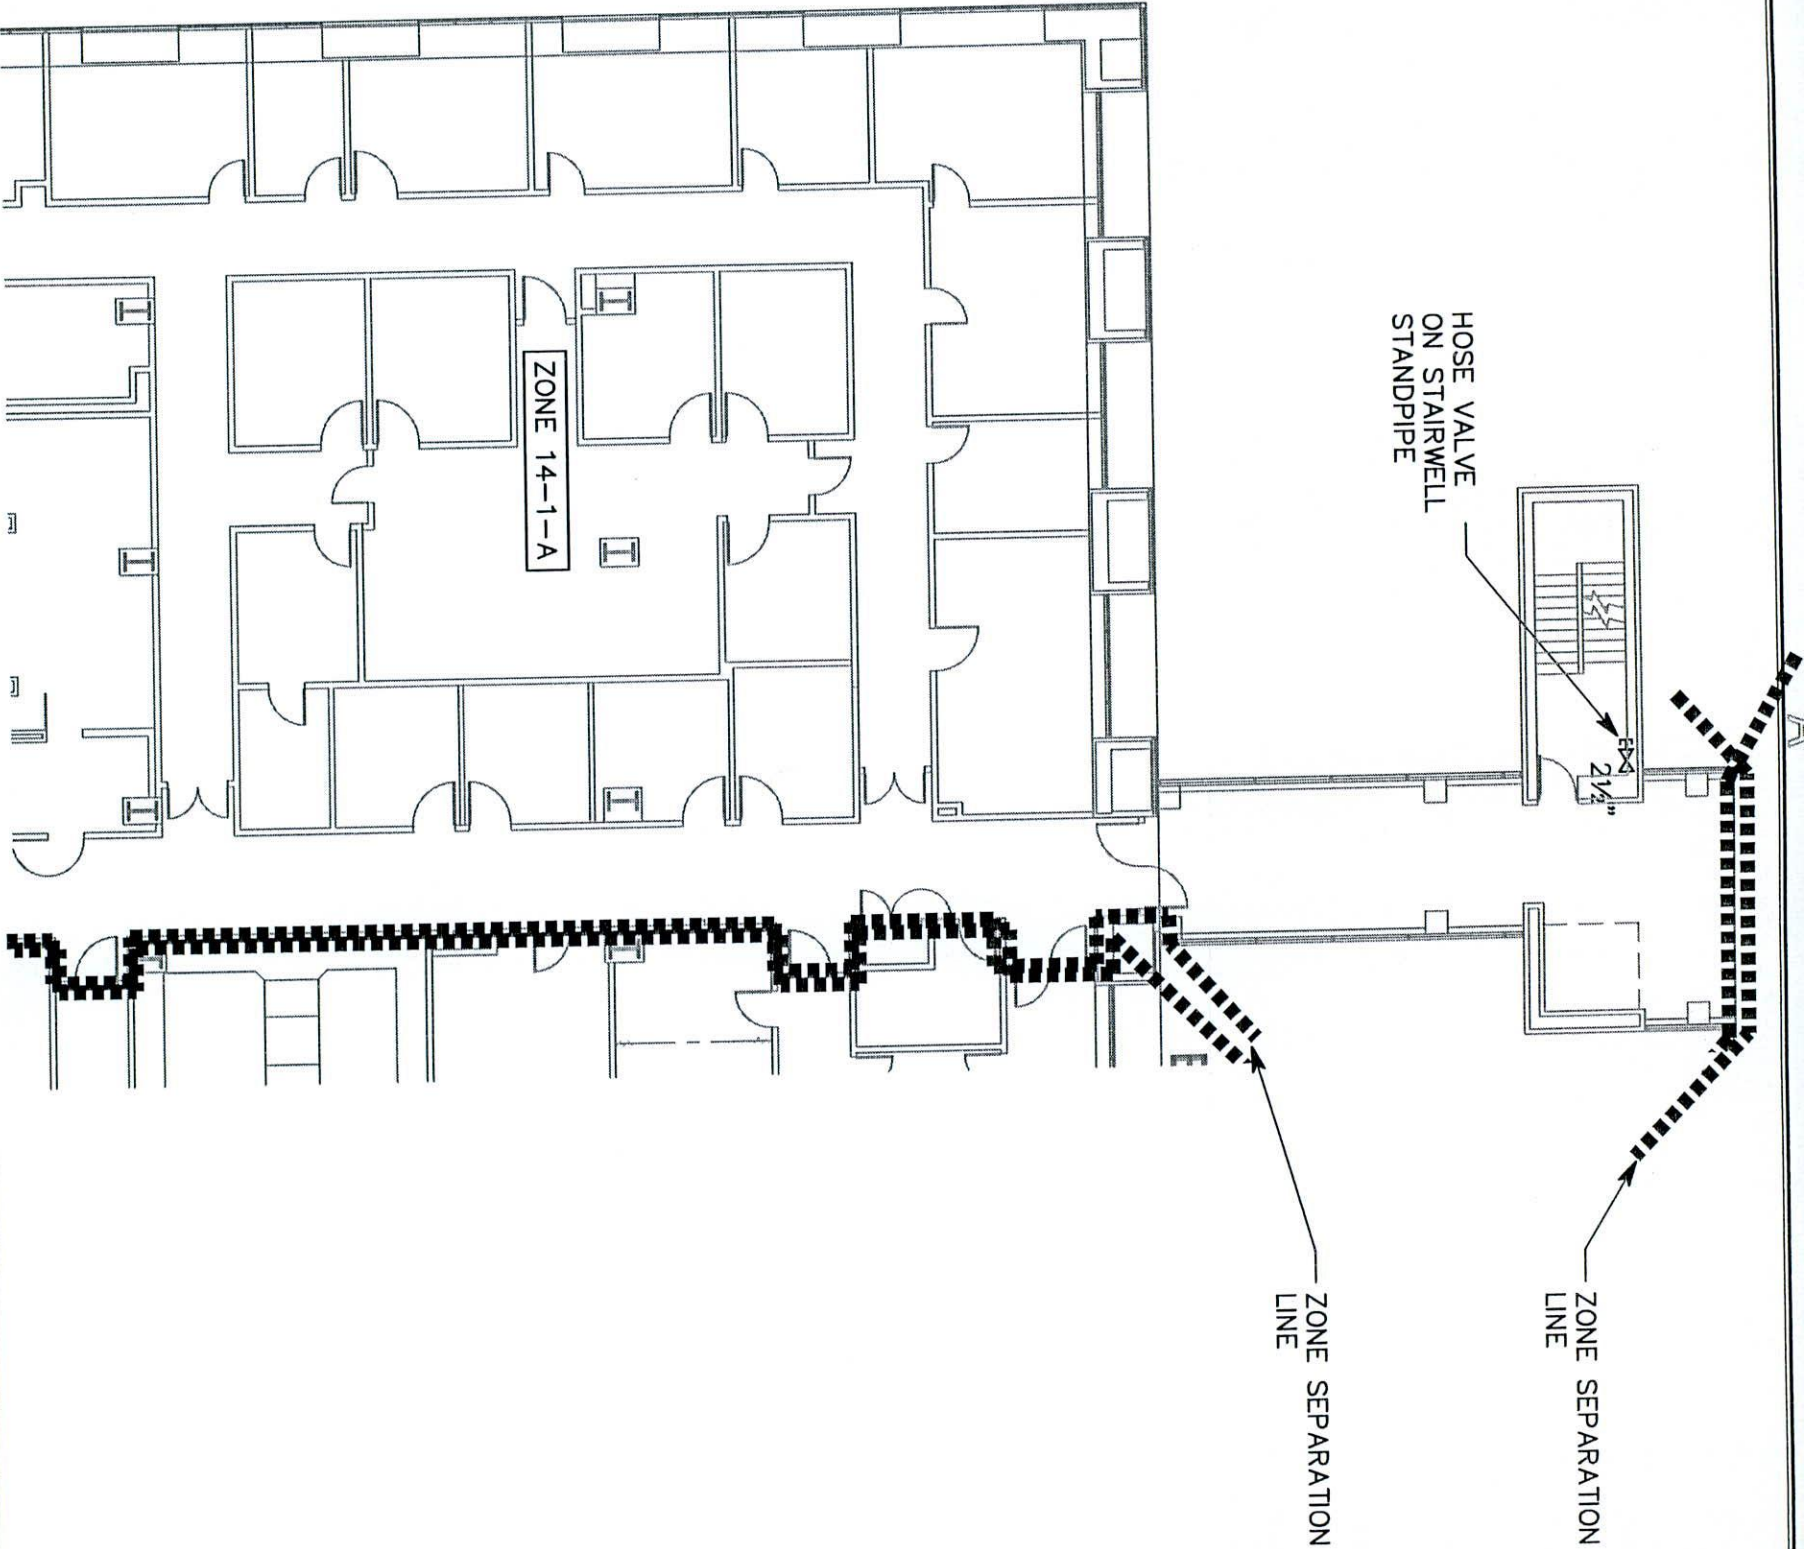 HOSE VALVE
ON STAIRWELL
STANDPIPE
2½"
ZONE 14-1-A
ZONE SEPARATION
LINE
ZONE SEPARATION
LINE